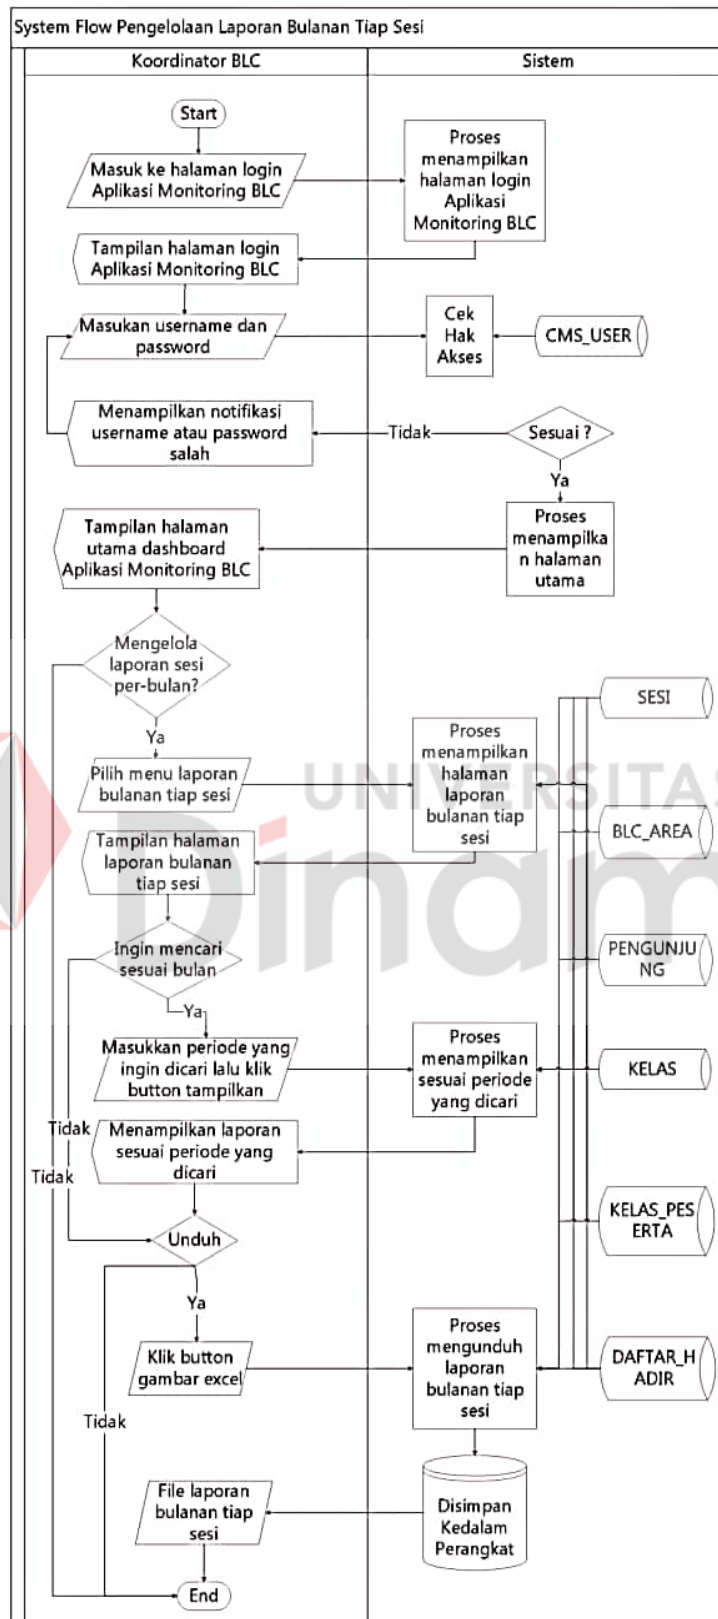 System Flow Pengelolaan Laporan Bulanan Tiap Sesi
Koordinator BLC
Sistem
Start
Masuk ke halaman login
Aplikasi Monitoring BLC
Proses
menampilkan
halaman login
Aplikasi
Monitoring BLC
Tampilan halaman login
Aplikasi Monitoring BLC
Masukan username dan
password
Cek
Hak
Akses
CMS_USER
Menampilkan notifikasi
username atau password
salah
Tidak
Sesuai ?
Ya
Proses
menampilka
n halaman
utama
Tampilan halaman
utama dashboard
Aplikasi Monitoring BLC
Mengelola
laporan sesi
per-bulan?
Ya
SESI
Pilih menu laporan
bulanan tiap sesi
Proses
menampilkan
halaman
laporan
bulanan tiap
sesi
UNIVERSITAS
Dinam
BLC_AREA
Tampilan halaman
laporan bulanan
tiap sesi
Ingin mencari
sesuai bulan
PENGUNJU
NG
Ya
Masukkan periode yang
ingin dicari lalu klik
button tampilkan
Proses
menampilkan
sesuai periode
yang dicari
KELAS
Tidak
Menampilkan laporan
sesuai periode yang
dicari
Tidak
KELAS_PES
ERTA
Unduh
Ya
Klik button
gambar excel
Proses
mengunduh
laporan
bulanan tiap
sesi
DAFTAR_H
ADIR
Tidak
File laporan
bulanan tiap
sesi
Disimpan
Kedalam
Perangkat
End